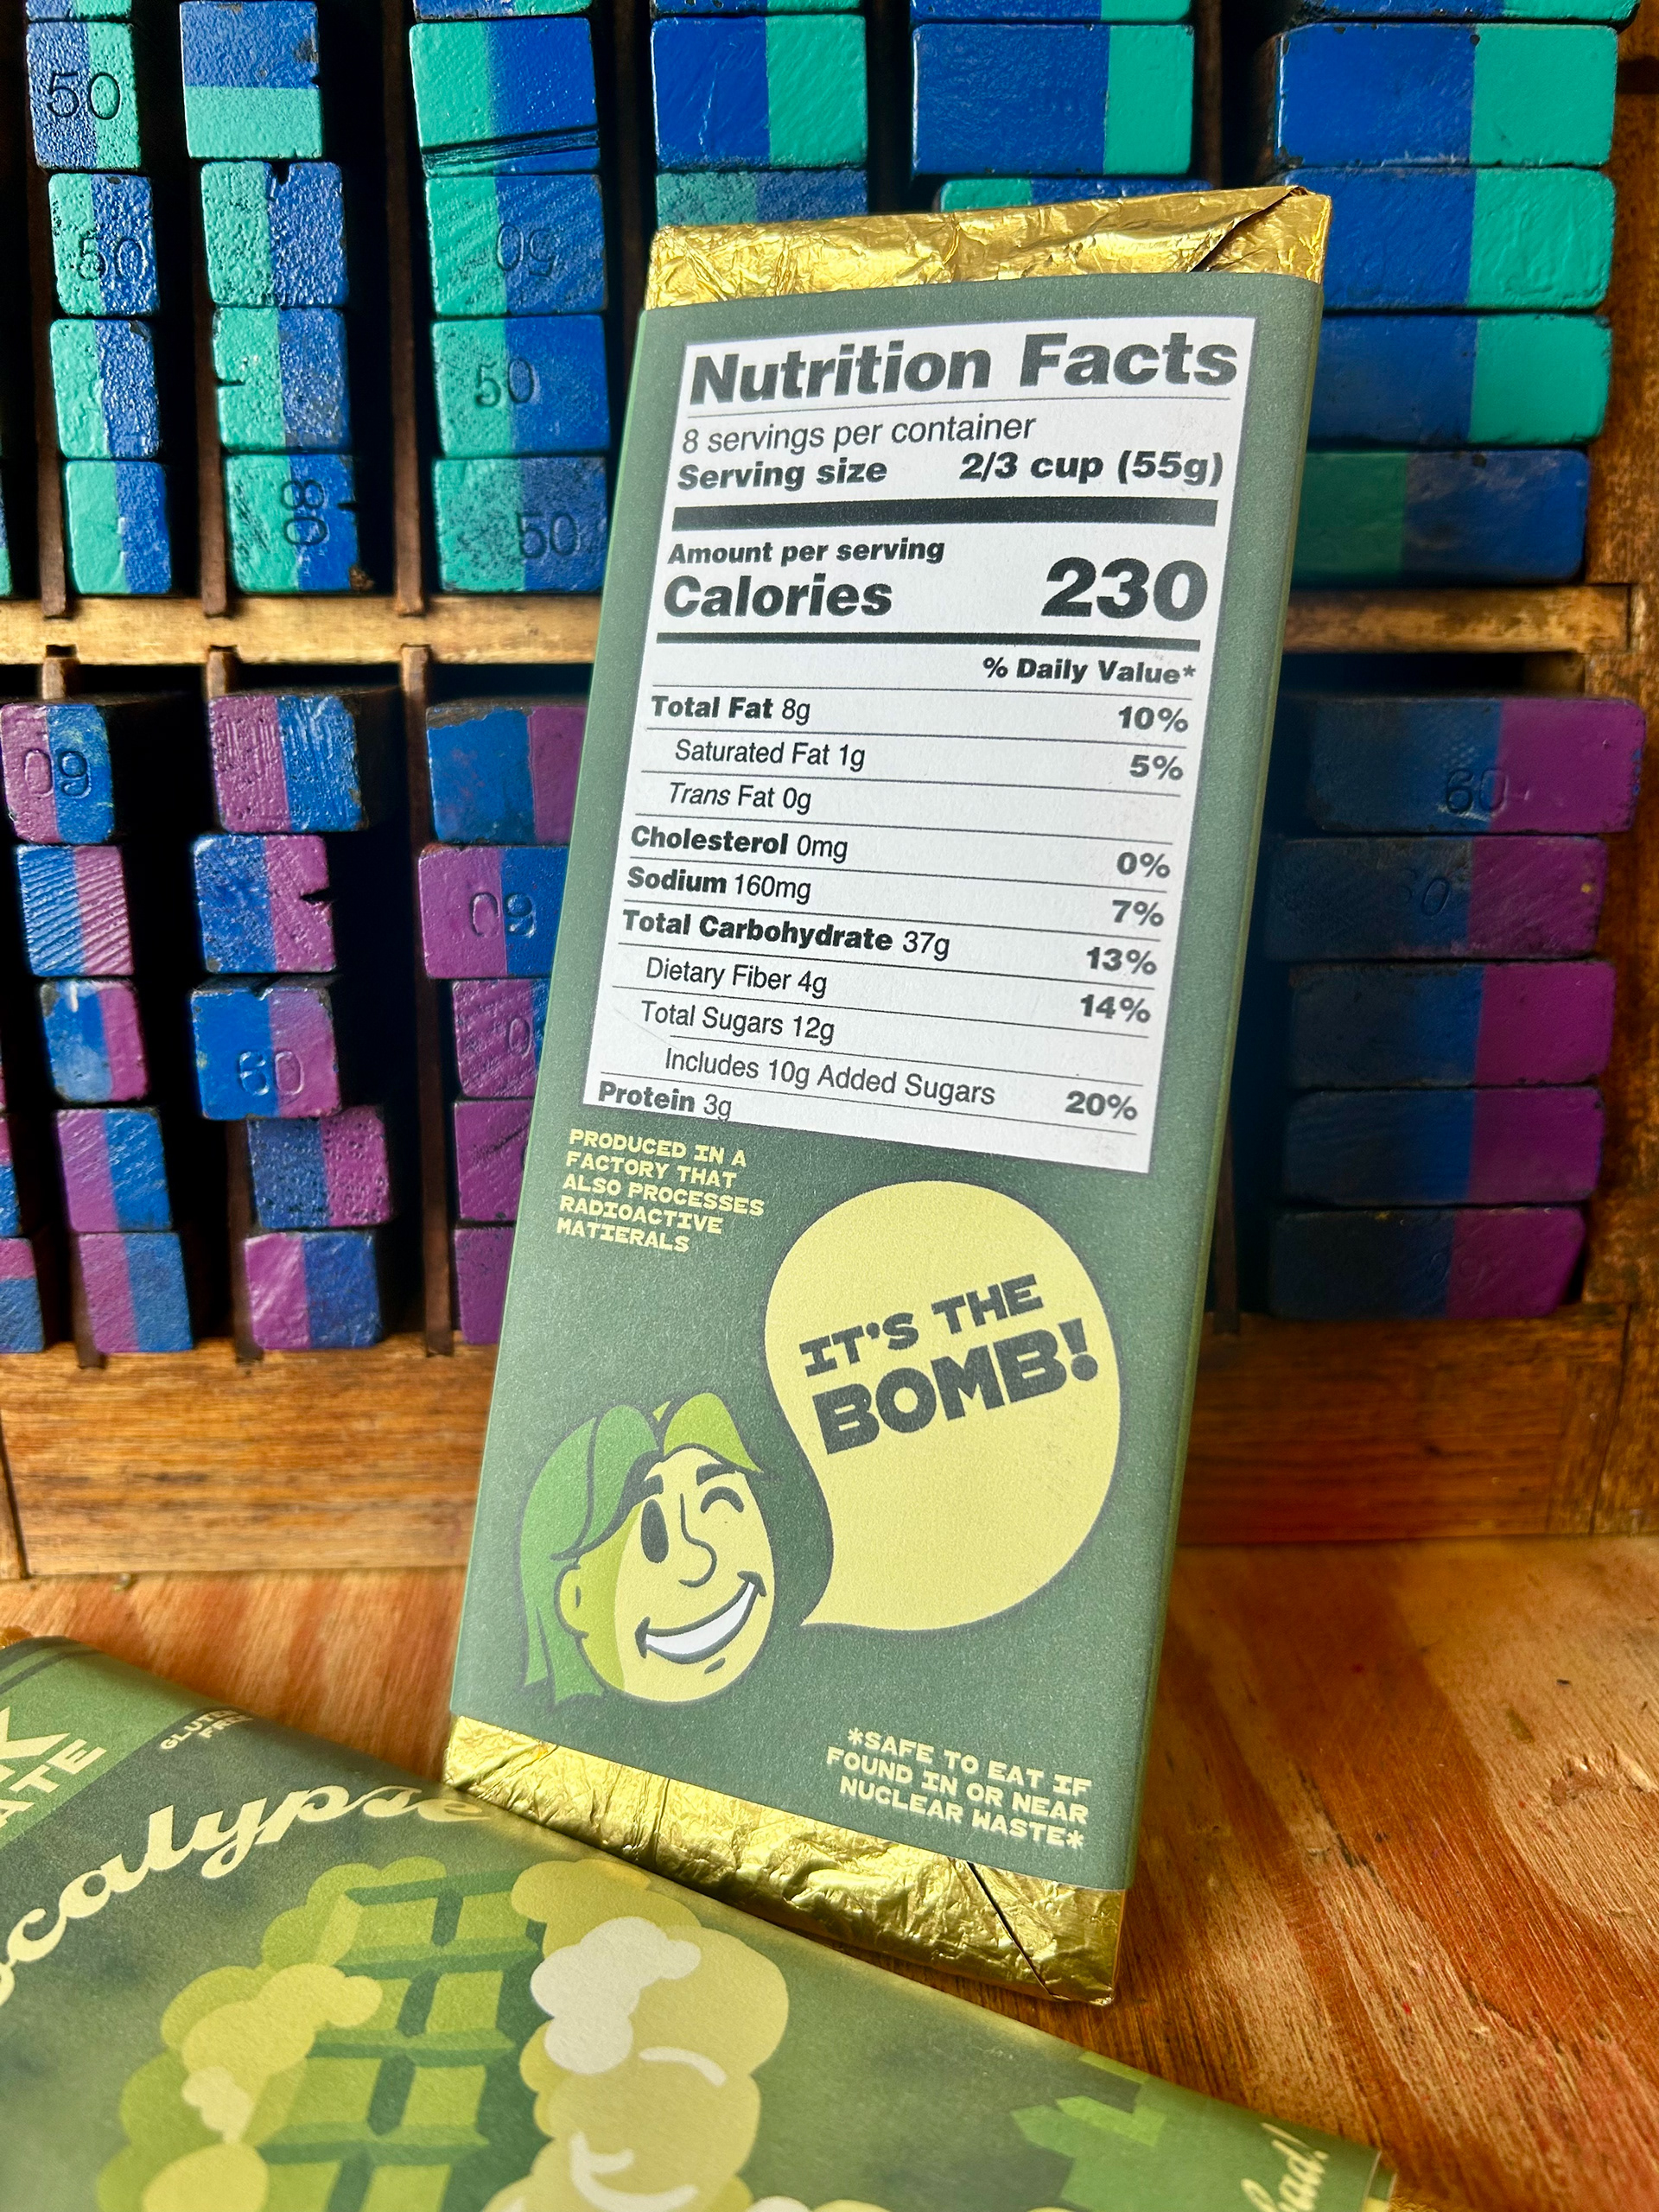 50
50
50
50
80
50
Nutrition Facts
8 servings per container
Serving size 2/3 cup (55g)
Amount per serving
Calories 230
% Daily Value*
Total Fat 8g 10%
Saturated Fat 1g 5%
Trans Fat 0g
Cholesterol 0mg 0%
Sodium 160mg 7%
Total Carbohydrate 37g 13%
Dietary Fiber 4g 14%
Total Sugars 12g
Includes 10g Added Sugars 20%
Protein 3g
PRODUCED IN A
FACTORY THAT
ALSO PROCESSES
RADIOACTIVE
MATIERALS
IT'S THE
BOMB!
*SAFE TO EAT IF
FOUND IN OR NEAR
NUCLEAR WASTE*
60
60
60
60